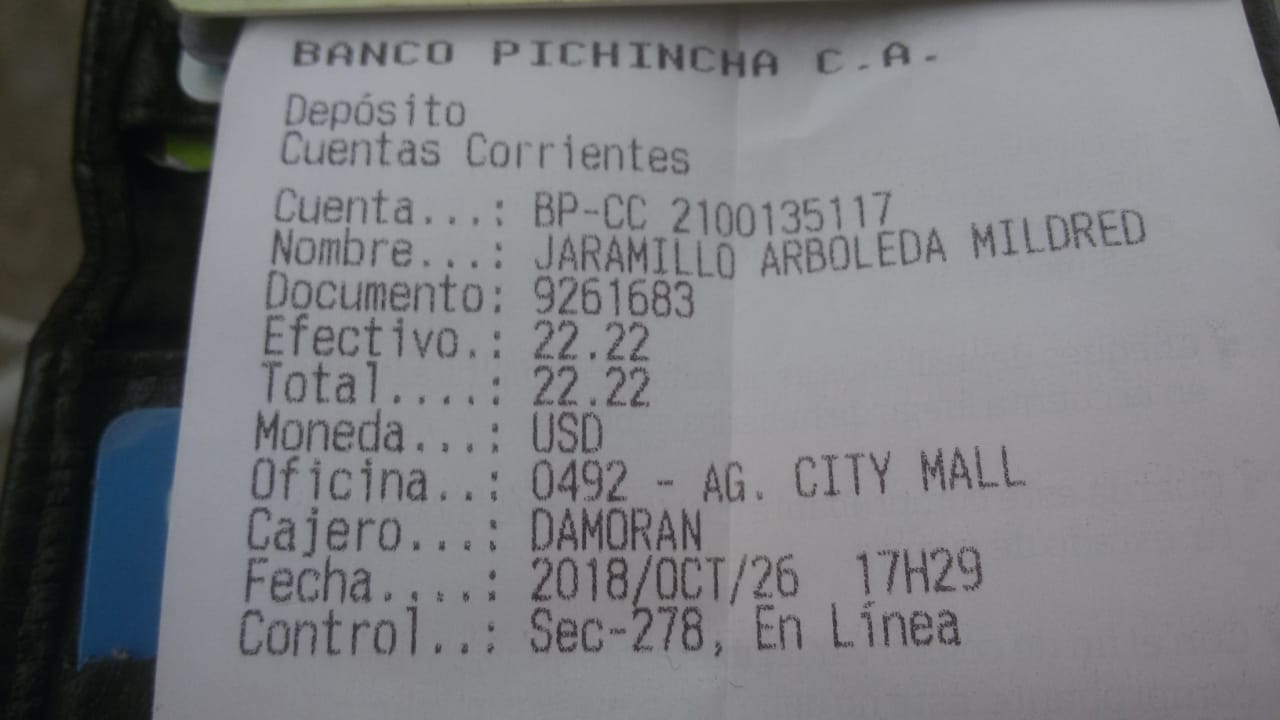 BANCO PICHINCHA C.A.
Depósito
Cuentas Corrientes
Cuenta...: BP-CC 2100135117
Nombre...: JARAMILLO ARBOLEDA MILDRED
Documento: 9261683
Efectivo.: 22.22
Total....: 22.22
Moneda...: USD
Oficina..: 0492 - AG. CITY MALL
Cajero...: DAMORAN
Fecha....: 2018/OCT/26 17H29
Control..: Sec-278, En Línea